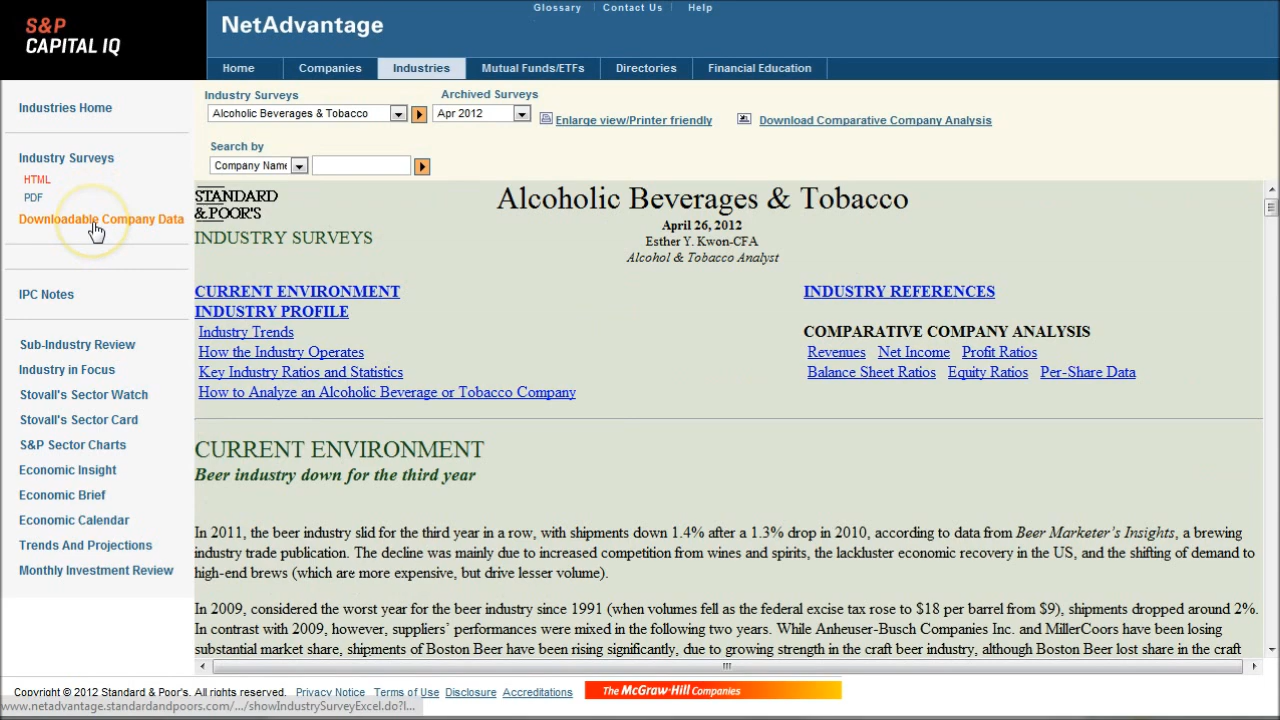 Glossary Contact Us Help
S&P
CAPITAL IQ
NetAdvantage
Home Companies Industries Mutual Funds/ETFs Directories Financial Education
Industries Home
Industry Surveys
HTML
PDF
Downloadable Company Data
IPC Notes
Sub-Industry Review
Industry in Focus
Stovall's Sector Watch
Stovall's Sector Card
S&P Sector Charts
Economic Insight
Economic Brief
Economic Calendar
Trends And Projections
Monthly Investment Review
Industry Surveys Archived Surveys
Alcoholic Beverages & Tobacco Apr 2012 Enlarge view/Printer friendly Download Comparative Company Analysis
Search by
Company Name
STANDARD
&POOR'S
INDUSTRY SURVEYS
Alcoholic Beverages & Tobacco
April 26, 2012
Esther Y. Kwon-CFA
Alcohol & Tobacco Analyst
CURRENT ENVIRONMENT
INDUSTRY PROFILE
Industry Trends
How the Industry Operates
Key Industry Ratios and Statistics
How to Analyze an Alcoholic Beverage or Tobacco Company
INDUSTRY REFERENCES
COMPARATIVE COMPANY ANALYSIS
Revenues Net Income Profit Ratios
Balance Sheet Ratios Equity Ratios Per-Share Data
CURRENT ENVIRONMENT
Beer industry down for the third year
In 2011, the beer industry slid for the third year in a row, with shipments down 1.4% after a 1.3% drop in 2010, according to data from Beer Marketer's Insights, a brewing
industry trade publication. The decline was mainly due to increased competition from wines and spirits, the lackluster economic recovery in the US, and the shifting of demand to
high-end brews (which are more expensive, but drive lesser volume).
In 2009, considered the worst year for the beer industry since 1991 (when volumes fell as the federal excise tax rose to $18 per barrel from $9), shipments dropped around 2%.
In contrast with 2009, however, suppliers' performances were mixed in the following two years. While Anheuser-Busch Companies Inc. and MillerCoors have been losing
substantial market share, shipments of Boston Beer have been rising significantly, due to growing strength in the craft beer industry, although Boston Beer lost share in the craft
Copyright © 2012 Standard & Poor's. All rights reserved. Privacy Notice Terms of Use Disclosure Accreditations The McGraw-Hill Companies
www.netadvantage.standardandpoors.com/.../showIndustrySurveyExcel.do?l...